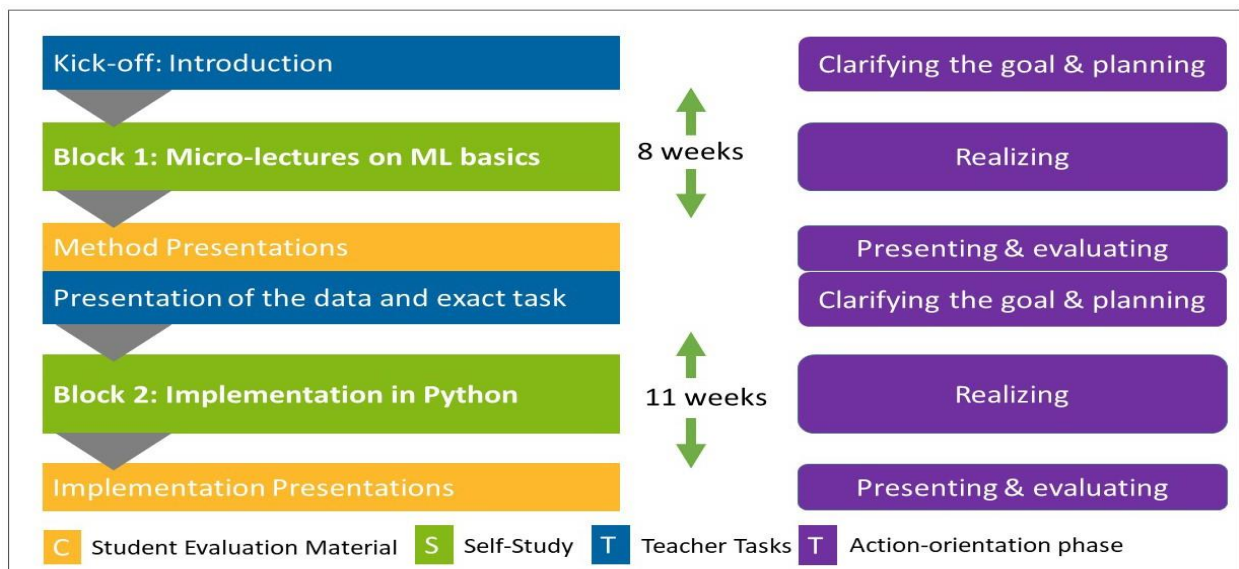 Kick-off: Introduction
Clarifying the goal & planning
Block 1: Micro-lectures on ML basics
8 weeks
Realizing
Method Presentations
Presenting & evaluating
Presentation of the data and exact task
Clarifying the goal & planning
Block 2: Implementation in Python
11 weeks
Realizing
Implementation Presentations
Presenting & evaluating
C Student Evaluation Material S Self-Study T Teacher Tasks T Action-orientation phase